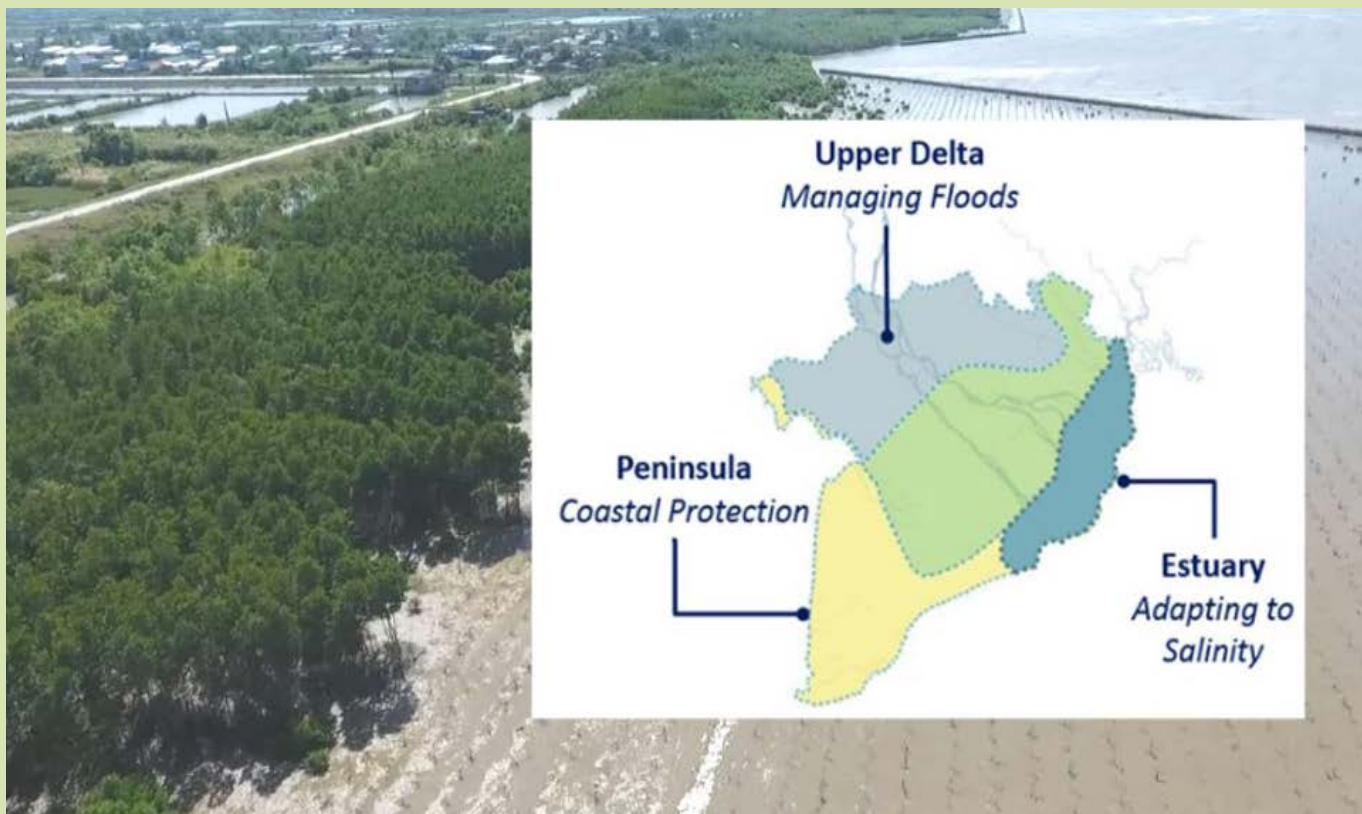 Upper Delta
Managing Floods
Peninsula
Coastal Protection
Estuary
Adapting to
Salinity